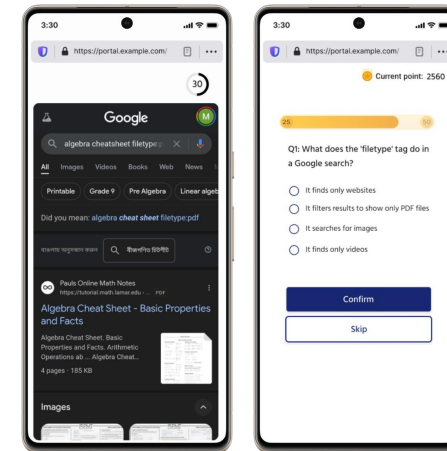 3:30
https://portal.example.com/
30
Google
M
algebra cheatsheet filetype:
All Images Videos Books Web News
Printable Grade 9 Pre Algebra Linear algeb
Did you mean: algebra cheat sheet filetype:pdf
বাংলায় অনুসন্ধান করুন
বীজগণিত চিটশীট
Pauls Online Math Notes
https://tutorial.math.lamar.edu › ... PDF
Algebra Cheat Sheet - Basic Properties
and Facts
Algebra Cheat Sheet. Basic
Properties and Facts. Arithmetic
Operations ab ... Algebra Cheat...
4 pages · 185 KB
Images
3:30
https://portal.example.com/
Current point: 2560
25
50
Q1: What does the 'filetype' tag do in
a Google search?
It finds only websites
It filters results to show only PDF files
It searches for images
It finds only videos
Confirm
Skip